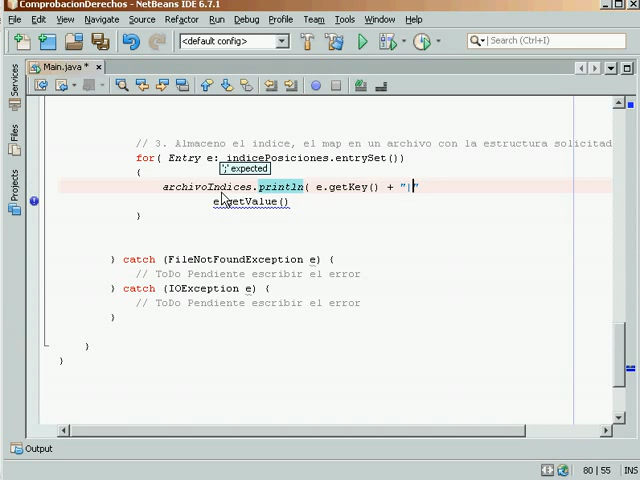 ComprobacionDerechos - NetBeans IDE 6.7.1
File Edit View Navigate Source Refactor Run Debug Profile Team Tools Window Help
<default config>
Search (Ctrl+I)
Main.java *
Services
Files
Projects
// 3. Almaceno el indice, el map en un archivo con la estructura solicitad
for( Entry e: indicePosiciones.entrySet())
';' expected
{
archivoIndices.println( e.getKey() + "|"
e.getValue()
}
} catch (FileNotFoundException e) {
// ToDo Pendiente escribir el error
} catch (IOException e) {
// ToDo Pendiente escribir el error
}
}
}
Output
80 | 55 INS